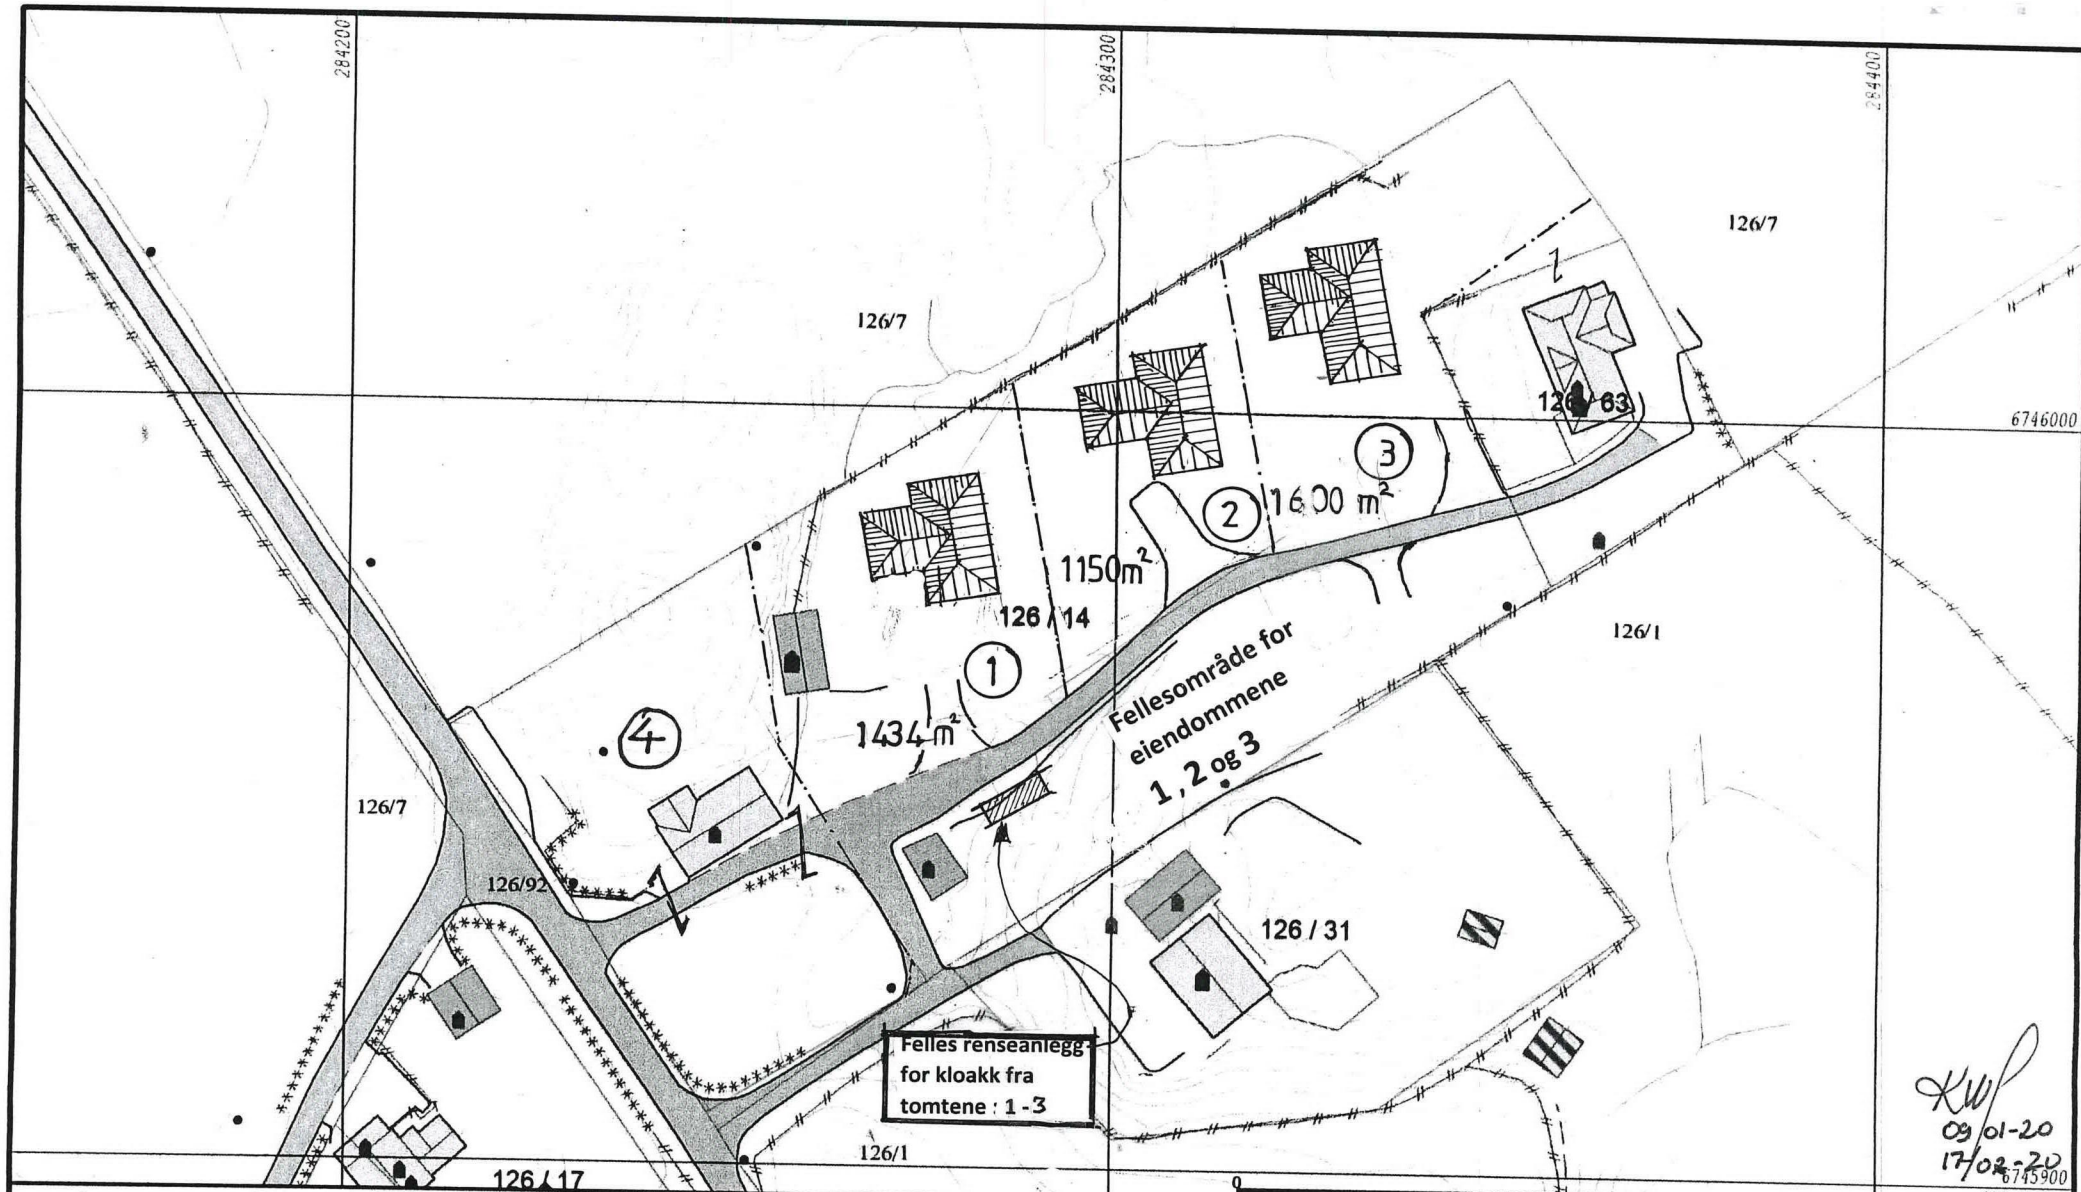 284200
284300
284400
126/7
126/7
126/63
6746000
3
2
1600 m²
1150m²
126 / 14
126/1
1
Fellesområde for
eiendommene
1, 2 og 3
4
1434 m²
126/7
126/92
126 / 31
Felles renseanlegg
for kloakk fra
tomtene : 1-3
KW
09/01-20
17/02-20
126/1
6745900
126/17
0